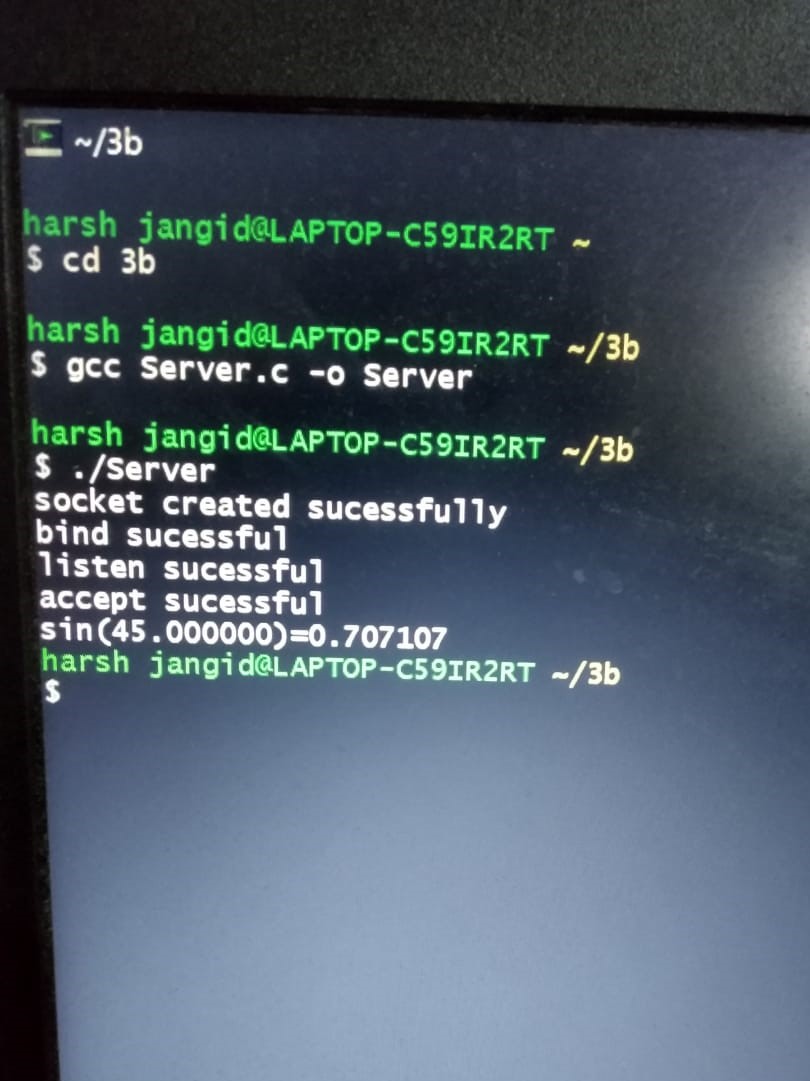 ~/3b
harsh jangid@LAPTOP-C59IR2RT ~
$ cd 3b
harsh jangid@LAPTOP-C59IR2RT ~/3b
$ gcc Server.c -o Server
harsh jangid@LAPTOP-C59IR2RT ~/3b
$ ./Server
socket created sucessfully
bind sucessful
listen sucessful
accept sucessful
sin(45.000000)=0.707107
harsh jangid@LAPTOP-C59IR2RT ~/3b
$